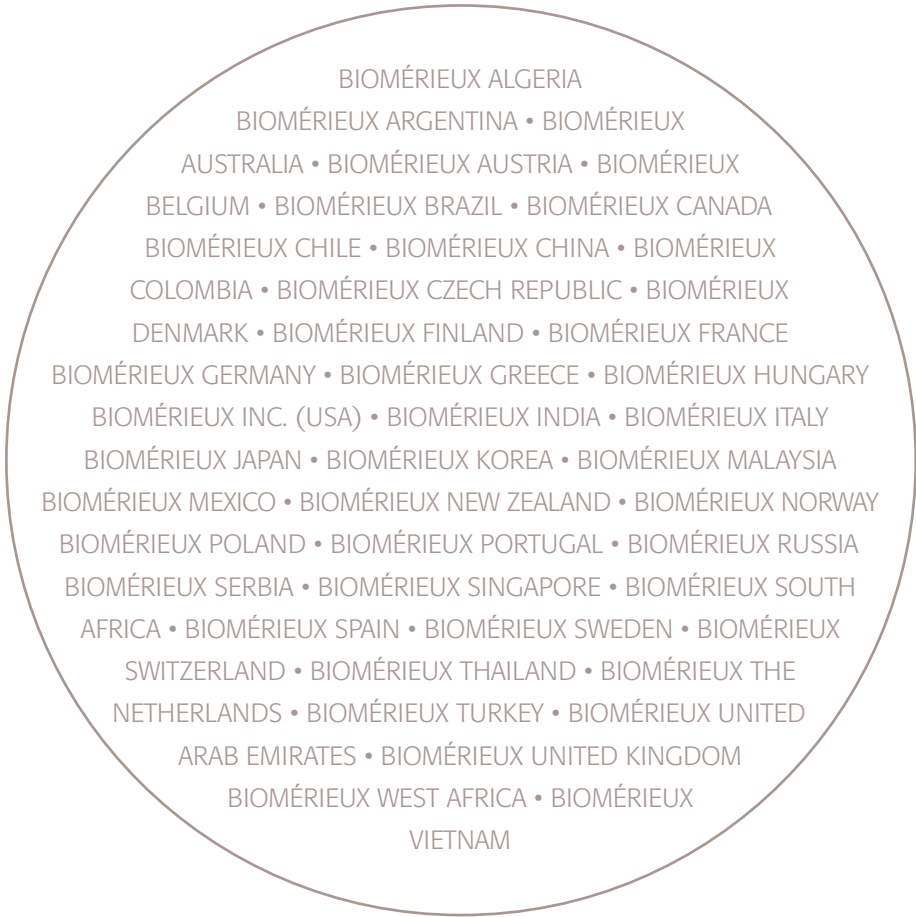 BIOMÉRIEUX ALGERIA
BIOMÉRIEUX ARGENTINA • BIOMÉRIEUX
AUSTRALIA • BIOMÉRIEUX AUSTRIA • BIOMÉRIEUX
BELGIUM • BIOMÉRIEUX BRAZIL • BIOMÉRIEUX CANADA
BIOMÉRIEUX CHILE • BIOMÉRIEUX CHINA • BIOMÉRIEUX
COLOMBIA • BIOMÉRIEUX CZECH REPUBLIC • BIOMÉRIEUX
DENMARK • BIOMÉRIEUX FINLAND • BIOMÉRIEUX FRANCE
BIOMÉRIEUX GERMANY • BIOMÉRIEUX GREECE • BIOMÉRIEUX HUNGARY
BIOMÉRIEUX INC. (USA) • BIOMÉRIEUX INDIA • BIOMÉRIEUX ITALY
BIOMÉRIEUX JAPAN • BIOMÉRIEUX KOREA • BIOMÉRIEUX MALAYSIA
BIOMÉRIEUX MEXICO • BIOMÉRIEUX NEW ZEALAND • BIOMÉRIEUX NORWAY
BIOMÉRIEUX POLAND • BIOMÉRIEUX PORTUGAL • BIOMÉRIEUX RUSSIA
BIOMÉRIEUX SERBIA • BIOMÉRIEUX SINGAPORE • BIOMÉRIEUX SOUTH
AFRICA • BIOMÉRIEUX SPAIN • BIOMÉRIEUX SWEDEN • BIOMÉRIEUX
SWITZERLAND • BIOMÉRIEUX THAILAND • BIOMÉRIEUX THE
NETHERLANDS • BIOMÉRIEUX TURKEY • BIOMÉRIEUX UNITED
ARAB EMIRATES • BIOMÉRIEUX UNITED KINGDOM
BIOMÉRIEUX WEST AFRICA • BIOMÉRIEUX
VIETNAM